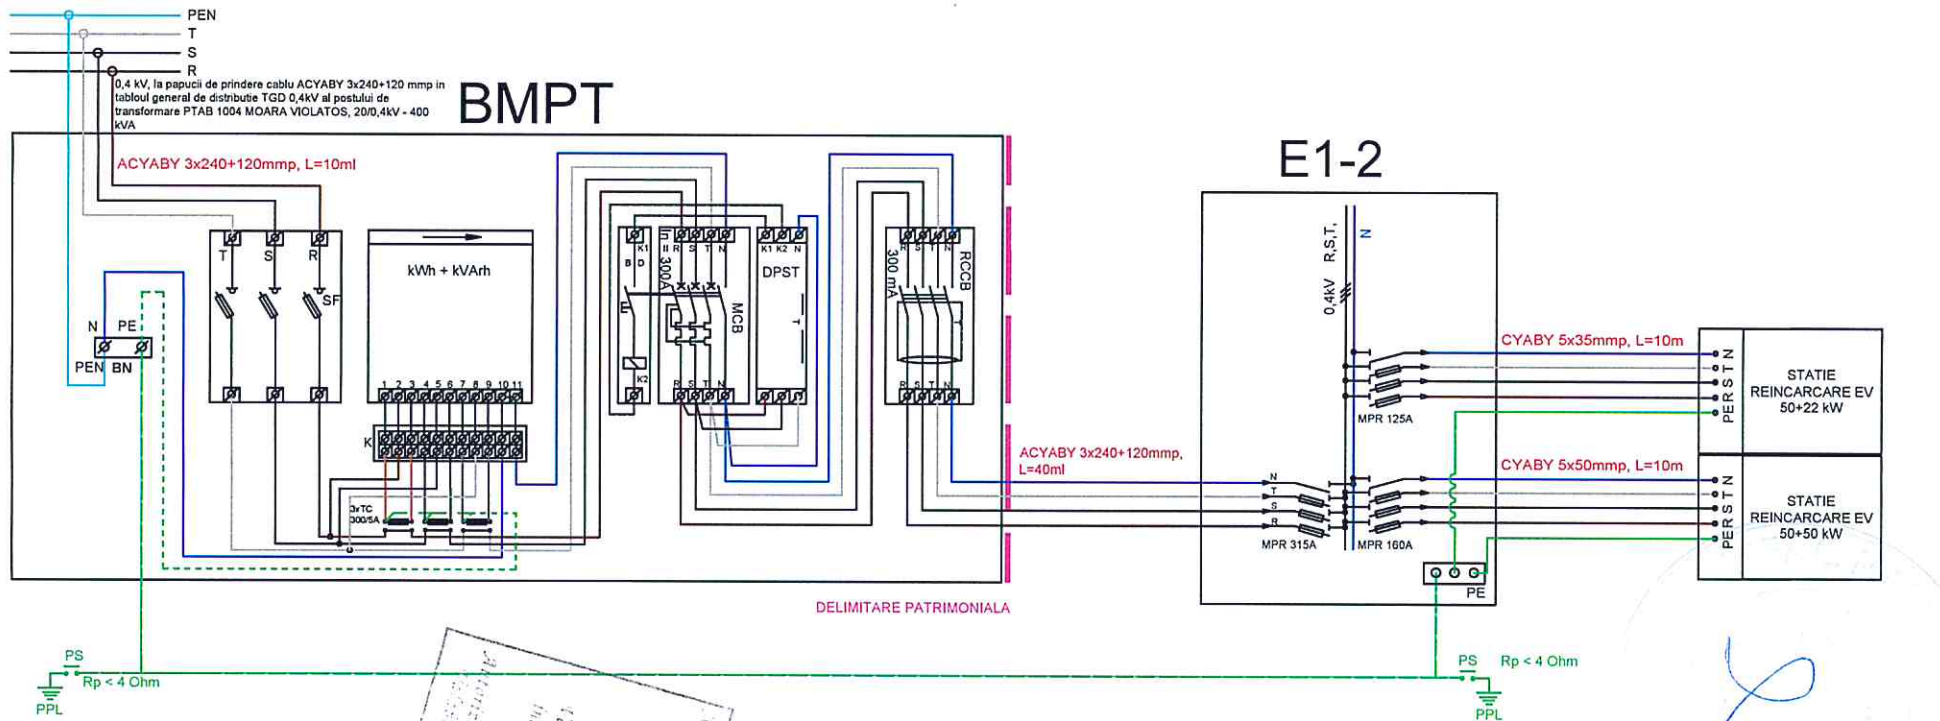 PEN
T
S
R
0,4 kV, la papucii de prindere cablu ACYABY 3x240+120 mmp in
tabloul general de distributie TGD 0,4kV al postului de
transformare PTAB 1004 MOARA VIOLATOS, 20/0,4kV - 400
kVA
BMPT
ACYABY 3x240+120mmp, L=10ml
T
S
R
SF
N
PE
PEN
BN
kWh + kVArh
1 2 3 4 5 6 7 8 9 10 11
K
3xTC
300/5A
K1
B D
E
K2
In = 300A
R S T N
MCB
R S T N
K1 K2 N
DPST
T
R S T N
RCCB
300 mA
T
R S T N
DELIMITARE PATRIMONIALA
ACYABY 3x240+120mmp,
L=40ml
E1-2
0,4kV R,S,T,
N
N
T
S
R
MPR 315A
MPR 125A
MPR 160A
PE
CYABY 5x35mmp, L=10m
PE R S T N
STATIE
REINCARCARE EV
50+22 kW
CYABY 5x50mmp, L=10m
PE R S T N
STATIE
REINCARCARE EV
50+50 kW
PS
Rp < 4 Ohm
PPL
PS
Rp < 4 Ohm
PPL